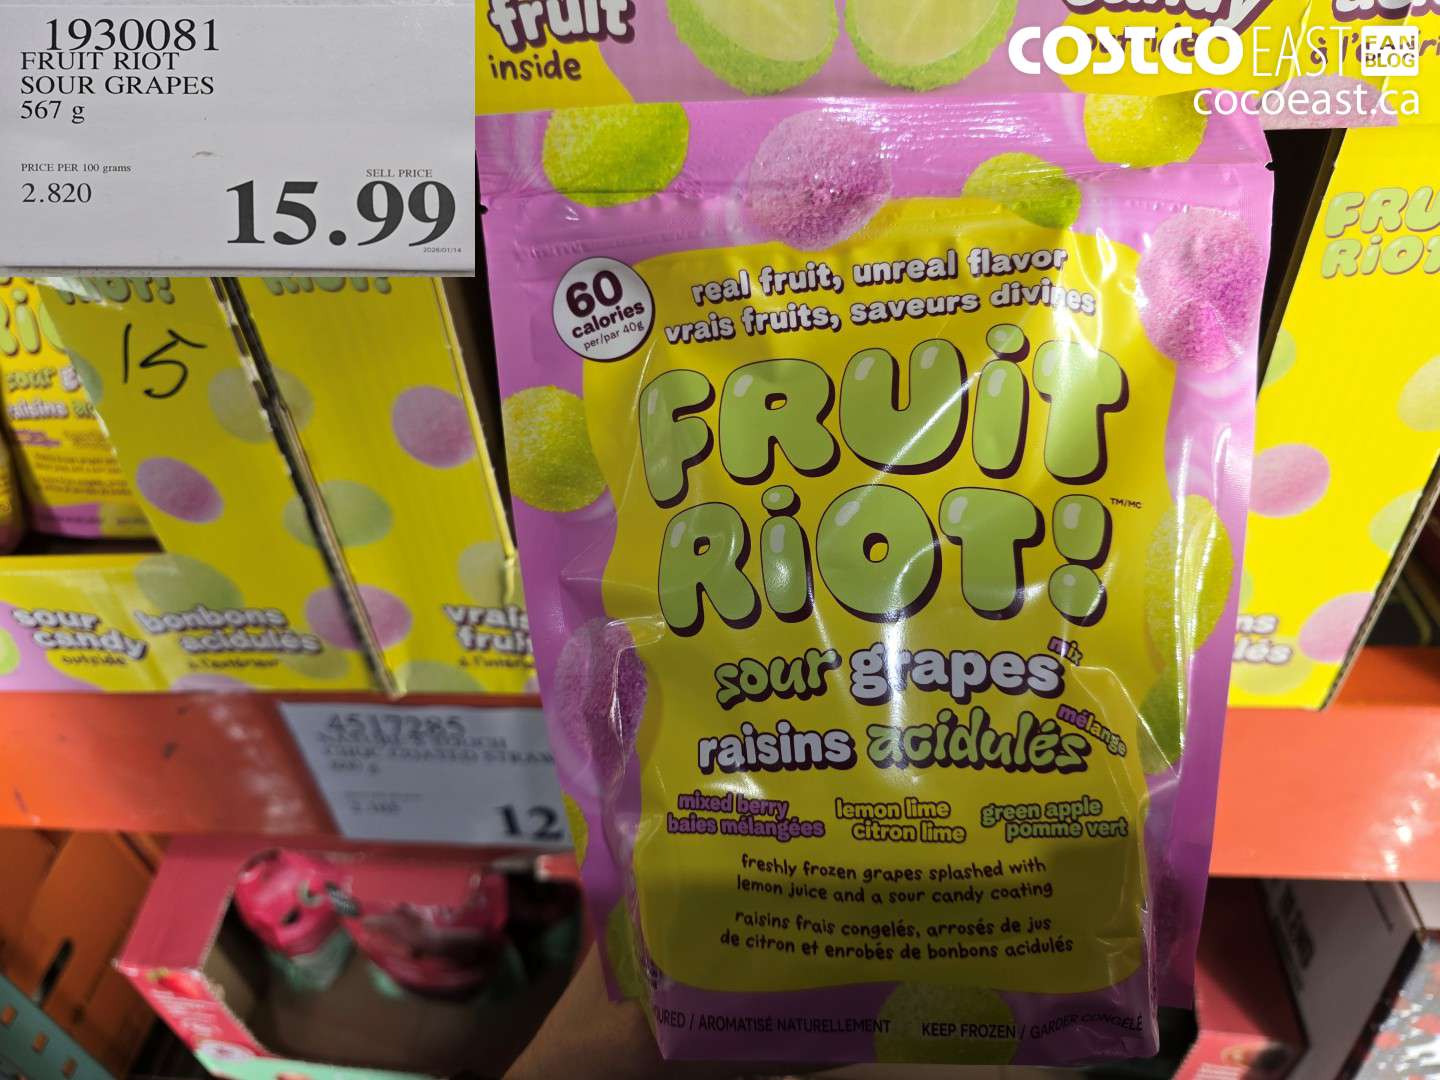 1930081
FRUIT RIOT
SOUR GRAPES
567 g
PRICE PER 100 grams
2.820
SELL PRICE
15.99
2026/01/14
fruit
inside
COSTCO EAST FAN BLOG
cocoeast.ca
60
calories
per/par 40g
real fruit, unreal flavor
vrais fruits, saveurs divines
FRUiT
RiOT!
TM/MC
sour grapes mix
raisins acidulés mélange
mixed berry
baies mélangées
lemon lime
citron lime
green apple
pomme vert
freshly frozen grapes splashed with
lemon juice and a sour candy coating
raisins frais congelés, arrosés de jus
de citron et enrobés de bonbons acidulés
AROMATISÉ NATURELLEMENT
KEEP FROZEN / GARDER CONGELÉ
15
sour
candy
outside
bonbons
acidulés
à l'extérieur
4517285
12